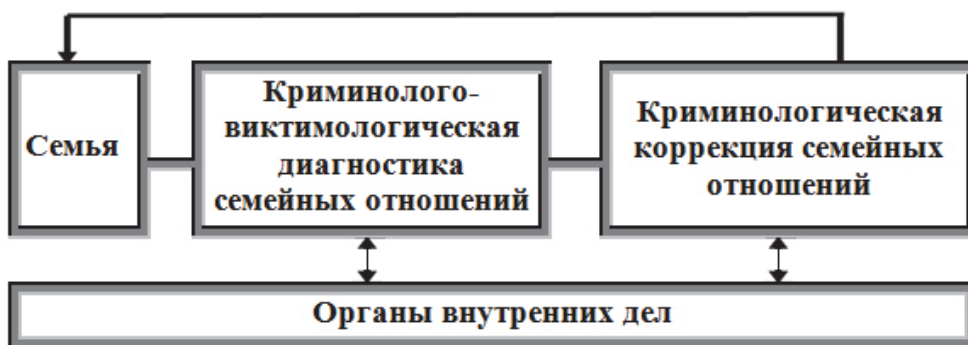 Семья
Криминолого-
виктимологическая
диагностика
семейных отношений
Криминологическая
коррекция семейных
отношений
Органы внутренних дел